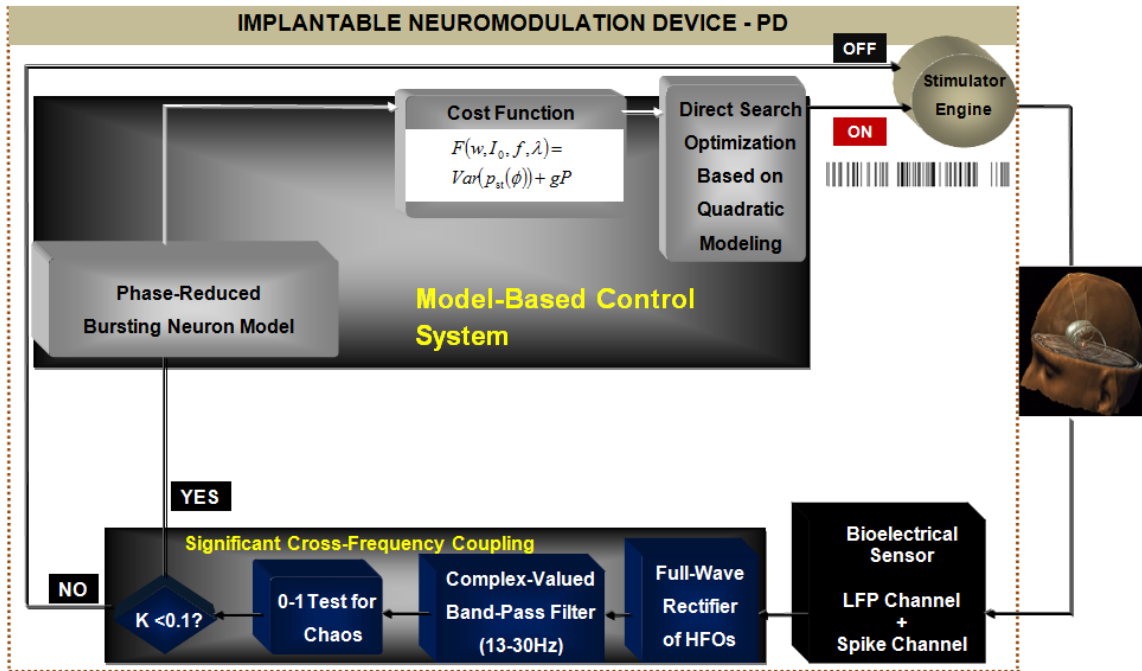 IMPLANTABLE NEUROMODULATION DEVICE - PD
OFF
Stimulator
Engine
Cost Function
F(w, I₀, f, λ)=
Var(pₛₜ(ϕ))+ gP
Direct Search
Optimization
Based on
Quadratic
Modeling
ON
Phase-Reduced
Bursting Neuron Model
Model-Based Control
System
YES
NO
Significant Cross-Frequency Coupling
K <0.1?
0-1 Test for
Chaos
Complex-Valued
Band-Pass Filter
(13-30Hz)
Full-Wave
Rectifier
of HFOs
Bioelectrical
Sensor
LFP Channel
+
Spike Channel